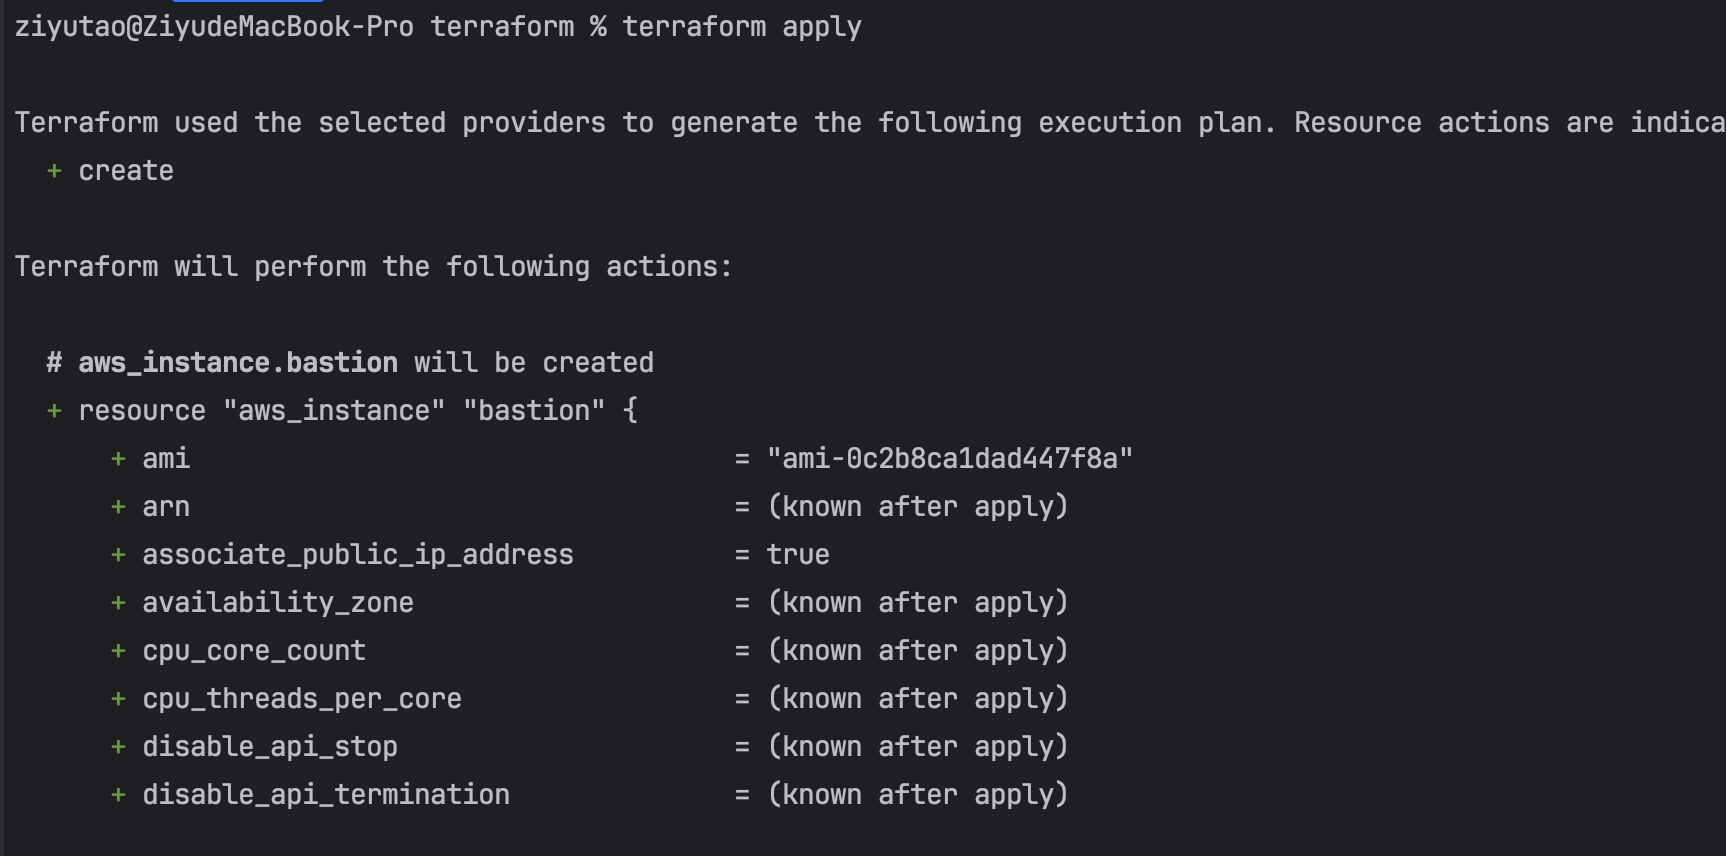 ziyutao@ZiyudeMacBook-Pro terraform % terraform apply
Terraform used the selected providers to generate the following execution plan. Resource actions are indica
+ create
Terraform will perform the following actions:
# aws_instance.bastion will be created
+ resource "aws_instance" "bastion" {
+ ami = "ami-0c2b8ca1dad447f8a"
+ arn = (known after apply)
+ associate_public_ip_address = true
+ availability_zone = (known after apply)
+ cpu_core_count = (known after apply)
+ cpu_threads_per_core = (known after apply)
+ disable_api_stop = (known after apply)
+ disable_api_termination = (known after apply)